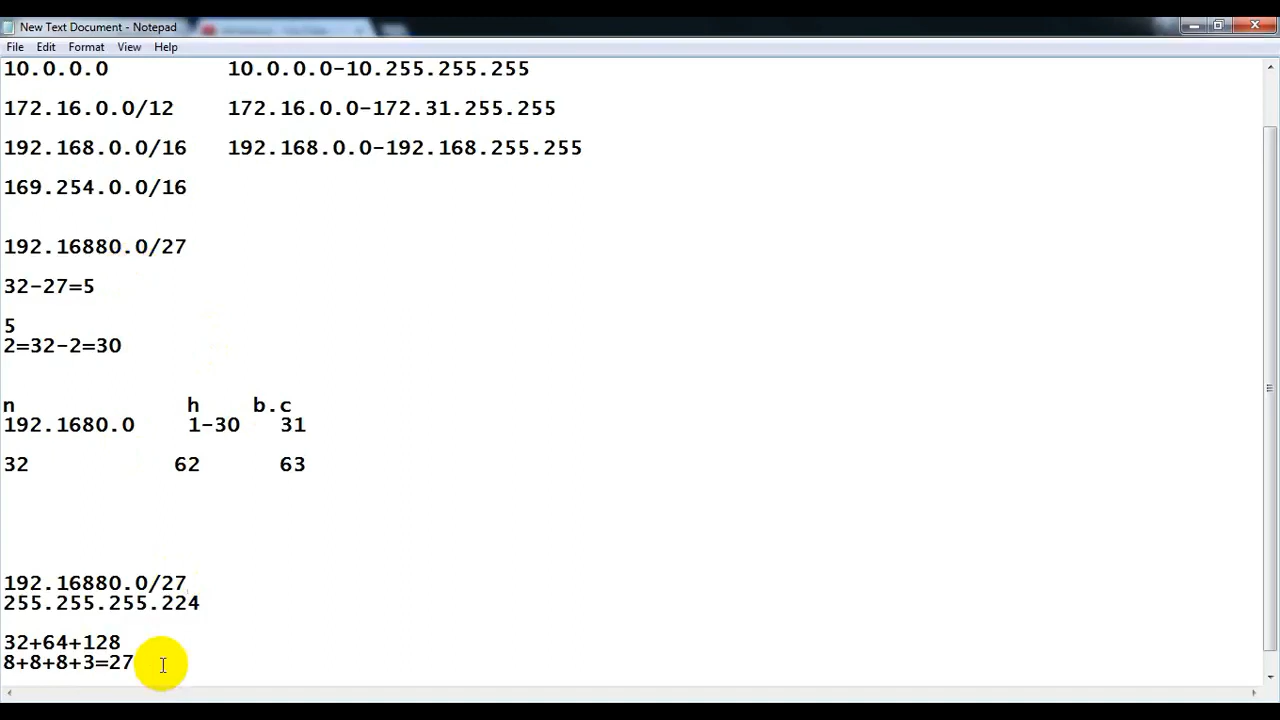 New Text Document - Notepad
File Edit Format View Help
10.0.0.0 10.0.0.0-10.255.255.255
172.16.0.0/12 172.16.0.0-172.31.255.255
192.168.0.0/16 192.168.0.0-192.168.255.255
169.254.0.0/16
192.16880.0/27
32-27=5
5
2=32-2=30
n h b.c
192.1680.0 1-30 31
32 62 63
192.16880.0/27
255.255.255.224
32+64+128
8+8+8+3=27